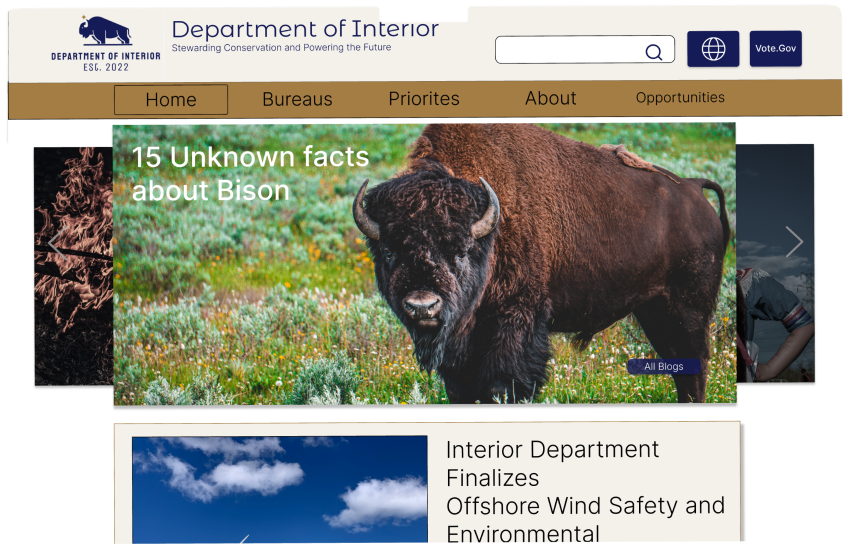 Department of Interior
Stewarding Conservation and Powering the Future
DEPARTMENT OF INTERIOR
EST. 2022
Vote.Gov
Home
Bureaus
Priorites
About
Opportunities
15 Unknown facts
about Bison
All Blogs
Interior Department
Finalizes
Offshore Wind Safety and
Environmental